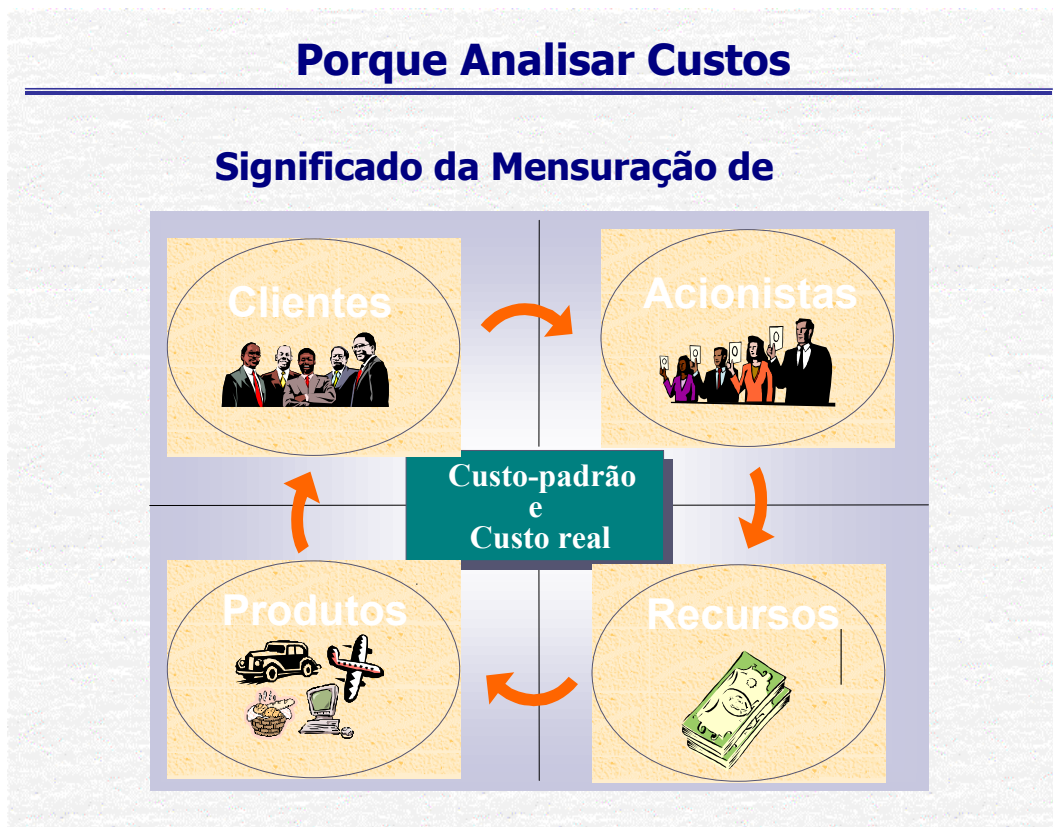 Porque Analisar Custos
Significado da Mensuração de
Clientes
Acionistas
Custo-padrão
e
Custo real
Produtos
Recursos